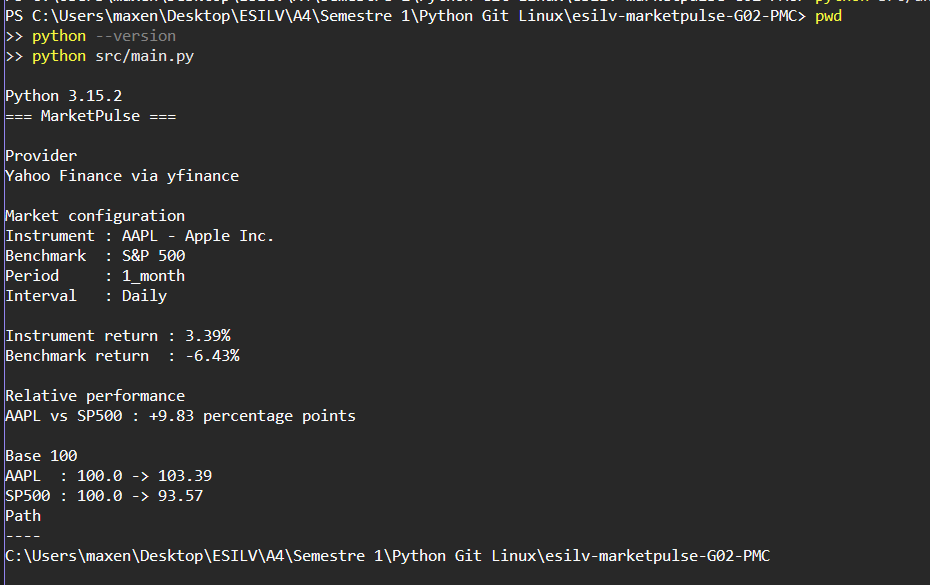 PS C:\Users\maxen\Desktop\ESILV\A4\Semestre 1\Python Git Linux\esilv-marketpulse-G02-PMC> pwd
>> python --version
>> python src/main.py
Python 3.15.2
=== MarketPulse ===
Provider
Yahoo Finance via yfinance
Market configuration
Instrument : AAPL - Apple Inc.
Benchmark  : S&P 500
Period     : 1_month
Interval   : Daily
Instrument return : 3.39%
Benchmark return  : -6.43%
Relative performance
AAPL vs SP500 : +9.83 percentage points
Base 100
AAPL  : 100.0 -> 103.39
SP500 : 100.0 -> 93.57
Path
----
C:\Users\maxen\Desktop\ESILV\A4\Semestre 1\Python Git Linux\esilv-marketpulse-G02-PMC